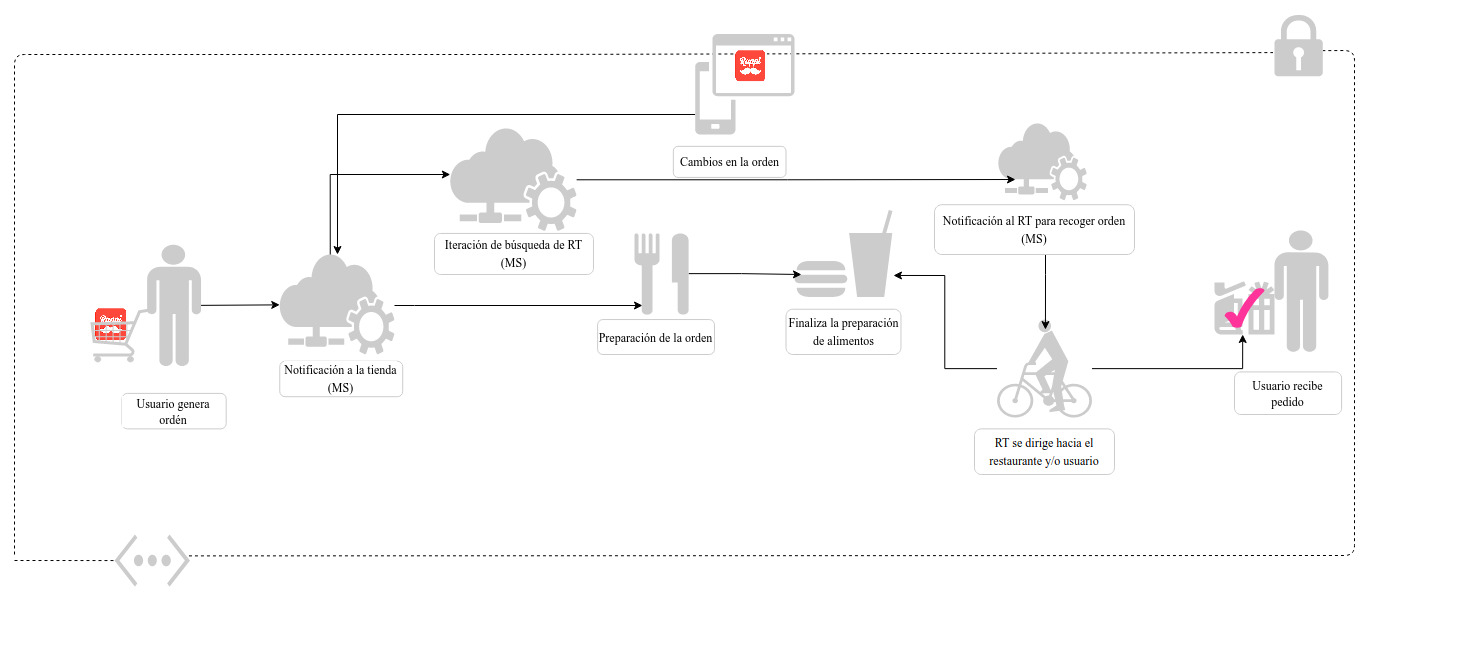 Rappi
Cambios en la orden
Notificación al RT para recoger orden
(MS)
Iteración de búsqueda de RT
(MS)
Rappi
Finaliza la preparación
de alimentos
Preparación de la orden
Notificación a la tienda
(MS)
Usuario genera
ordén
Usuario recibe
pedido
RT se dirige hacia el
restaurante y/o usuario